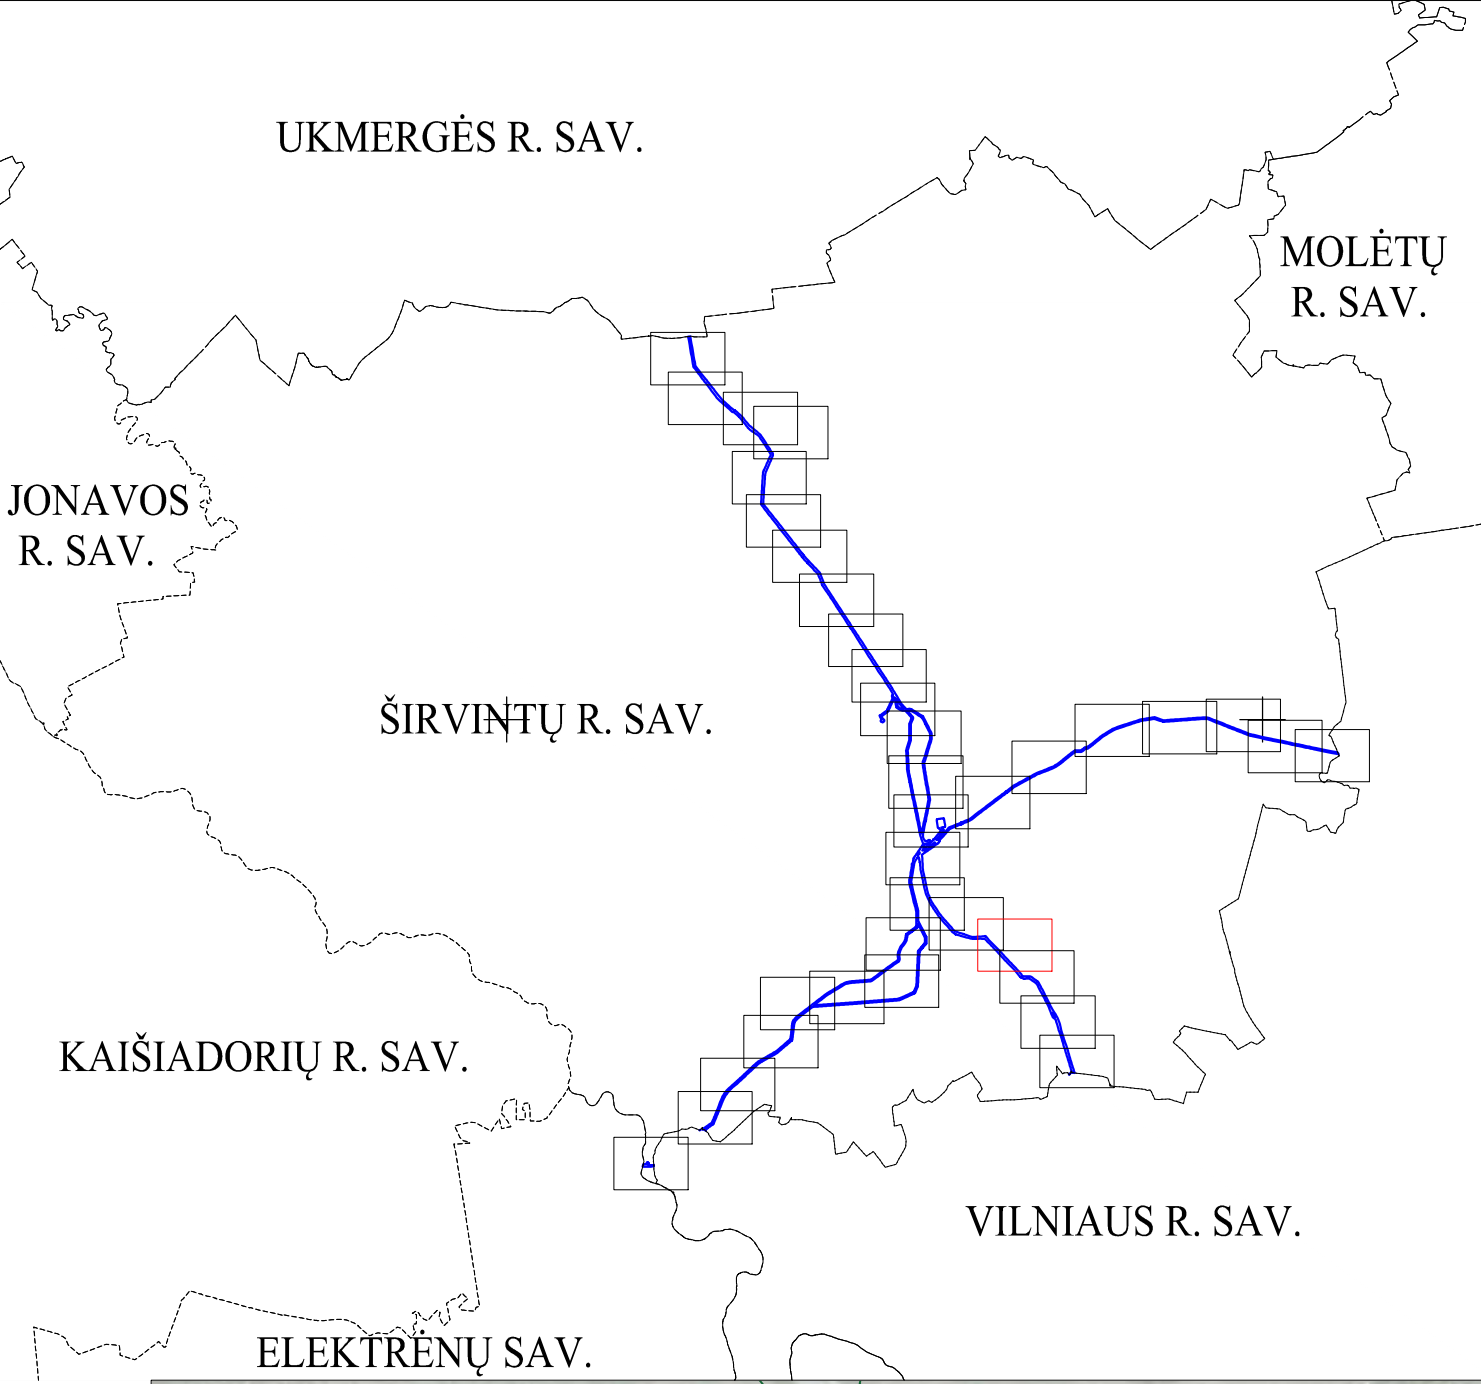 UKMERGĖS R. SAV.
MOLĖTŲ
R. SAV.
JONAVOS
R. SAV.
ŠIRVINTŲ R. SAV.
KAIŠIADORIŲ R. SAV.
VILNIAUS R. SAV.
ELEKTRĖNŲ SAV.